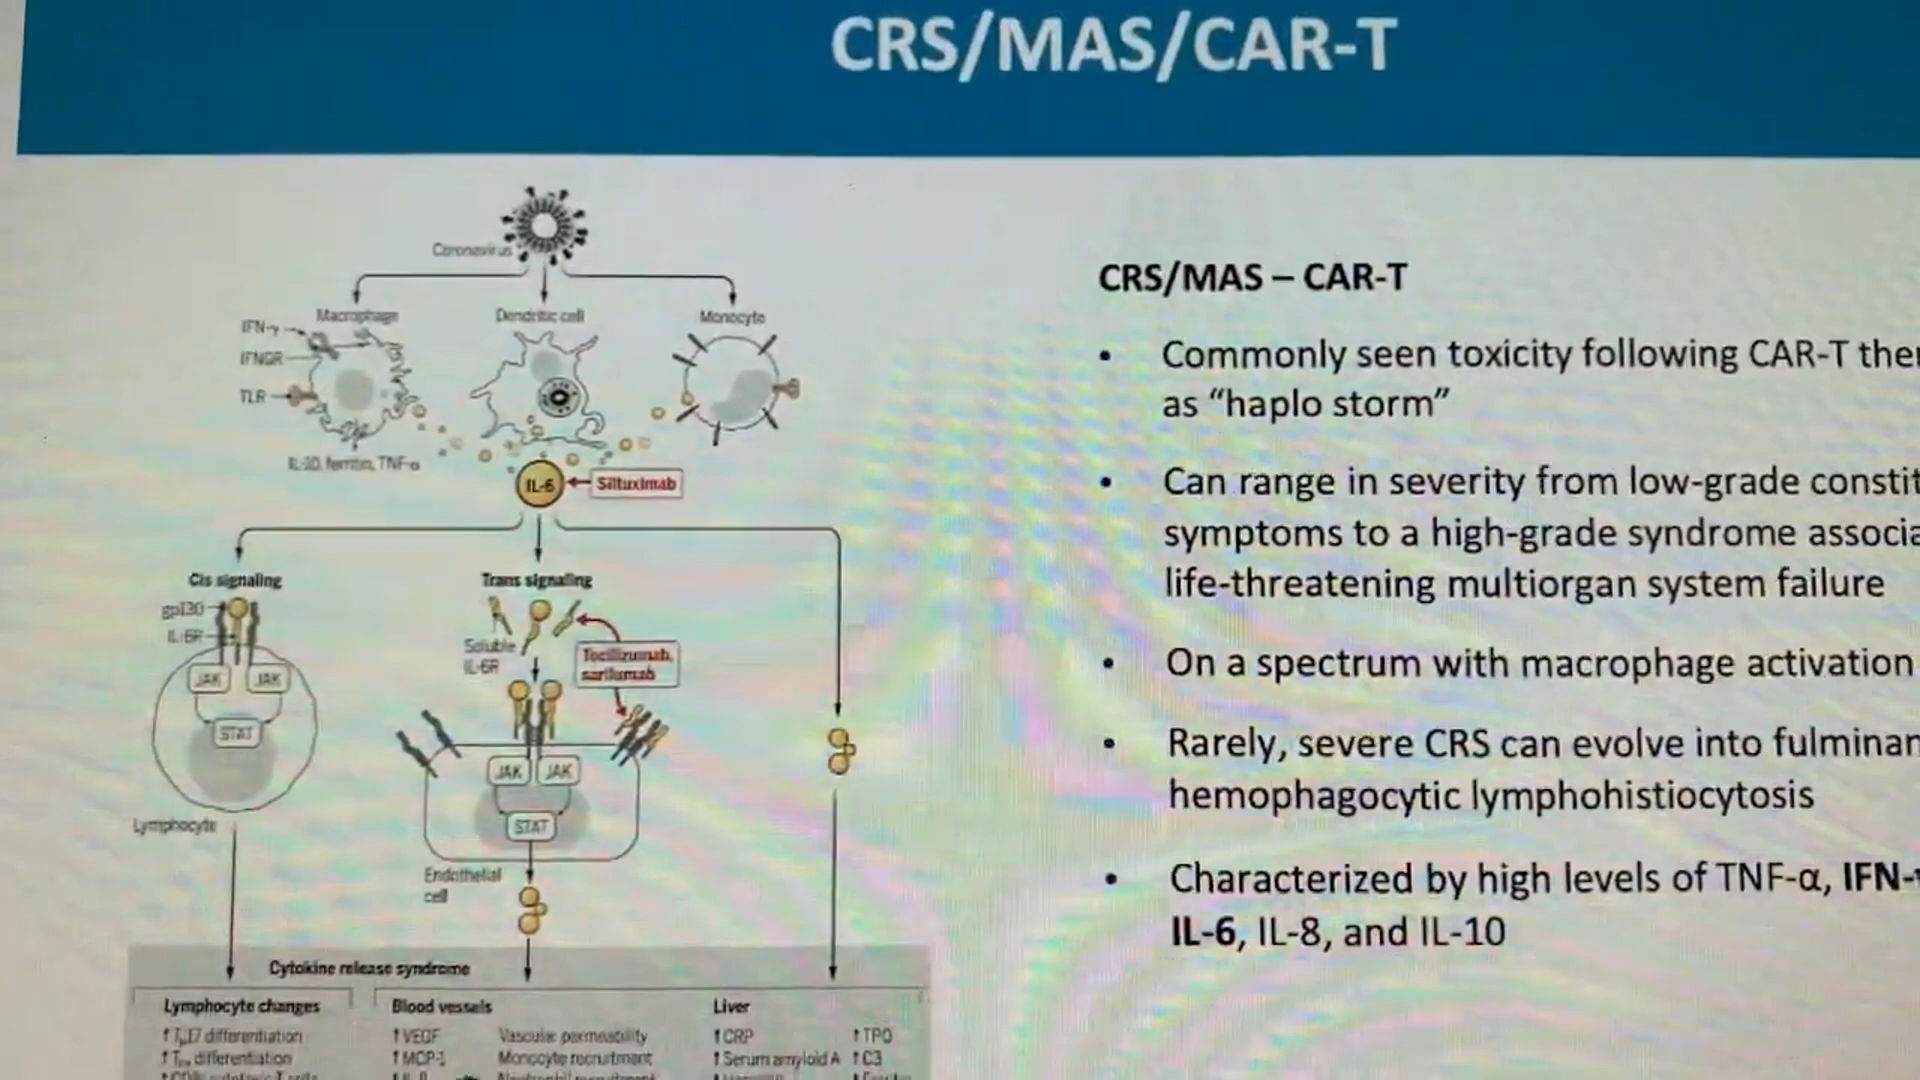 CRS/MAS/CAR-T
Coronavirus
Macrophage
Dendritic cell
Monocyte
IFN-γ
IFNGR
TLR
IL-10, ferritin, TNF-α
IL-6
Siltuximab
Cis signaling
Trans signaling
gp130
IL-6R
Soluble
IL-6R
Tocilizumab,
sarilumab
JAK
JAK
STAT
JAK
JAK
STAT
Lymphocyte
Endothelial
cell
Cytokine release syndrome
Lymphocyte changes
Blood vessels
Liver
↑VEGF
Vascular permeability
↑CRP
↑TPO
differentiation
↑MCP-1
Monocyte recruitment
↑Serum amyloid A
↑C3
CRS/MAS – CAR-T
• Commonly seen toxicity following CAR-T
as “haplo storm”
• Can range in severity from low-grade
symptoms to a high-grade syndrome
life-threatening multiorgan system failure
• On a spectrum with macrophage activation
• Rarely, severe CRS can evolve into
hemophagocytic lymphohistiocytosis
• Characterized by high levels of TNF-α, IFN-
IL-6, IL-8, and IL-10